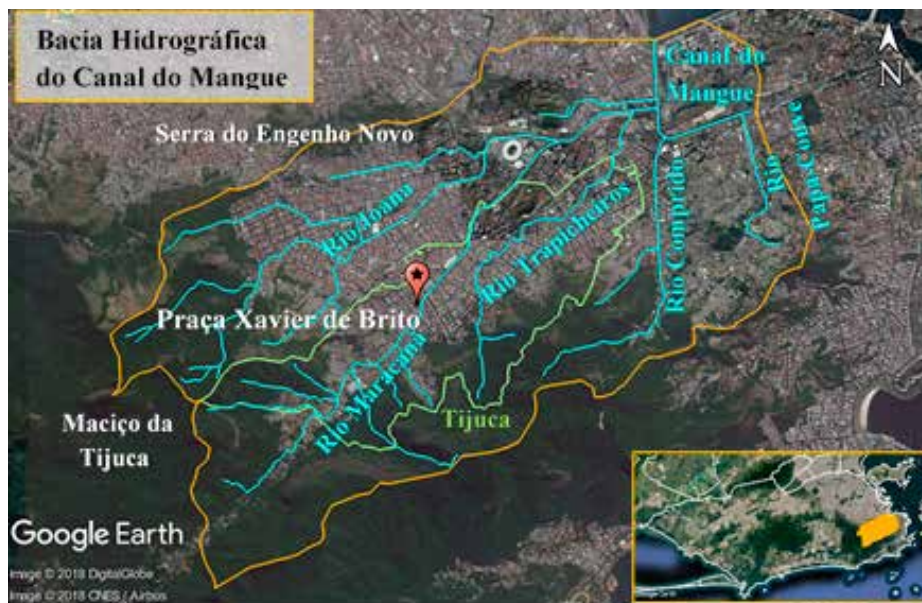 Bacia Hidrográfica
do Canal do Mangue
Canal do
Mangue
N
Serra do Engenho Novo
Rio Joana
Rio Trapicheiros
Rio Comprido
Rio
Papa-Couve
Praça Xavier de Brito
Rio Maracanã
Tijuca
Maciço da
Tijuca
Google Earth
Image © 2018 DigitalGlobe
Image © 2018 CNES / Airbus